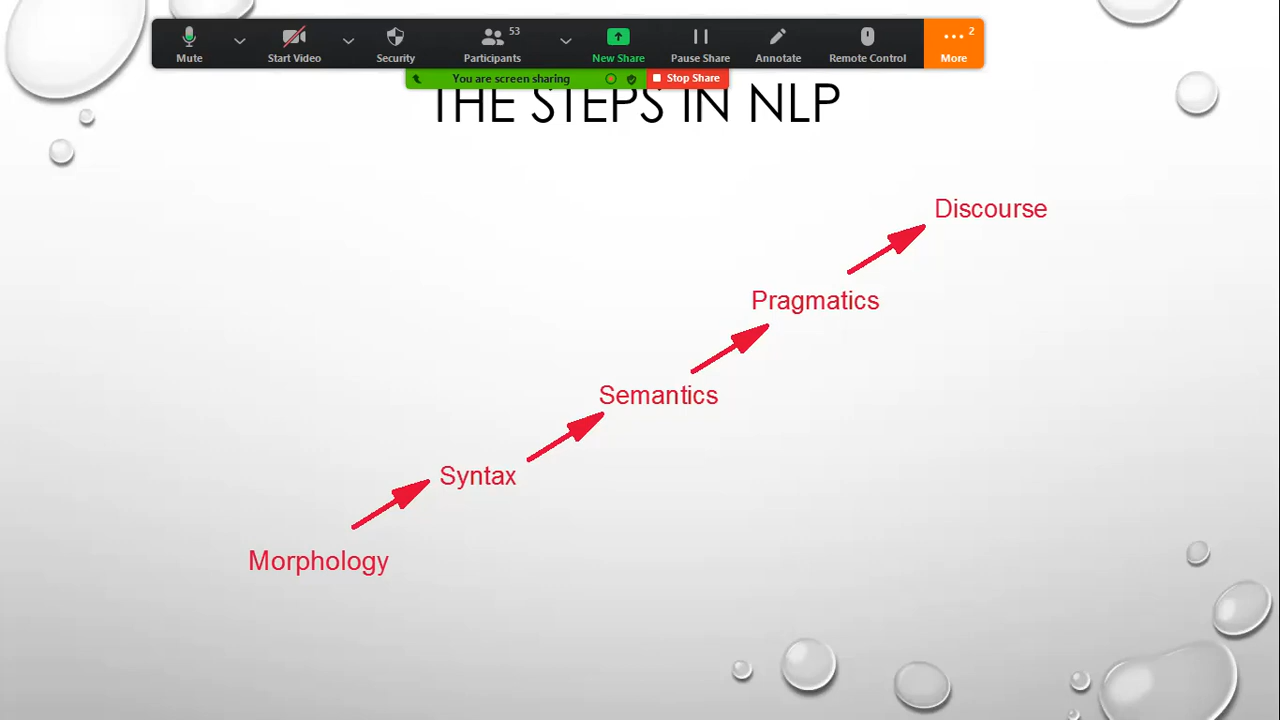 53
2
Mute
Start Video
Security
Participants
New Share
Pause Share
Annotate
Remote Control
More
You are screen sharing
Stop Share
THE STEPS IN NLP
Discourse
Pragmatics
Semantics
Syntax
Morphology